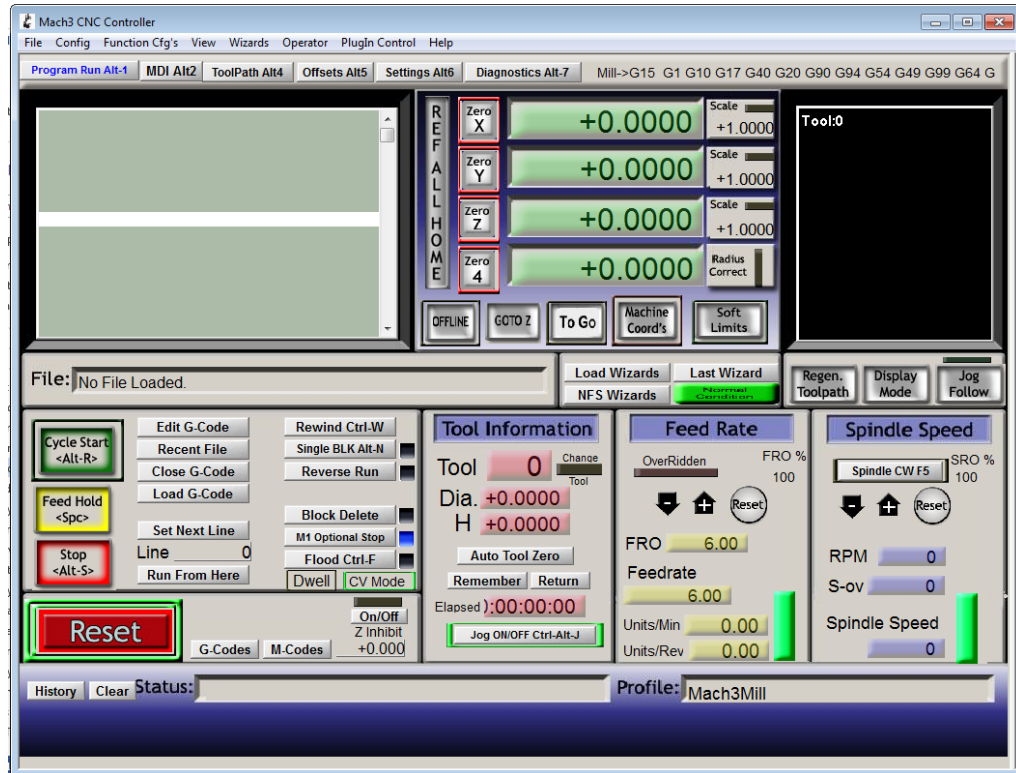 Mach3 CNC Controller
File Config Function Cfg's View Wizards Operator PlugIn Control Help
Program Run Alt-1 MDI Alt2 ToolPath Alt4 Offsets Alt5 Settings Alt6 Diagnostics Alt-7 Mill->G15 G1 G10 G17 G40 G20 G90 G94 G54 G49 G99 G64 G
REF ALL HOME
Zero X +0.0000 Scale +1.0000
Zero Y +0.0000 Scale +1.0000
Zero Z +0.0000 Scale +1.0000
Zero 4 +0.0000 Radius Correct
OFFLINE GOTO Z To Go Machine Coord's Soft Limits
Tool:0
File: No File Loaded.
Load Wizards Last Wizard
NFS Wizards Normal Condition
Regen. Toolpath Display Mode Jog Follow
Cycle Start <Alt-R>
Feed Hold <Spc>
Stop <Alt-S>
Edit G-Code
Recent File
Close G-Code
Load G-Code
Set Next Line
Line 0
Run From Here
Rewind Ctrl-W
Single BLK Alt-N
Reverse Run
Block Delete
M1 Optional Stop
Flood Ctrl-F
Dwell CV Mode
Reset
G-Codes M-Codes
On/Off
Z Inhibit
+0.000
Tool Information
Tool 0 Change Tool
Dia. +0.0000
H +0.0000
Auto Tool Zero
Remember Return
Elapsed ):00:00:00
Jog ON/OFF Ctrl-Alt-J
Feed Rate
OverRidden FRO %
100
Reset
FRO 6.00
Feedrate
6.00
Units/Min 0.00
Units/Rev 0.00
Spindle Speed
Spindle CW F5 SRO %
100
Reset
RPM 0
S-ov 0
Spindle Speed
0
History Clear Status: Profile: Mach3Mill